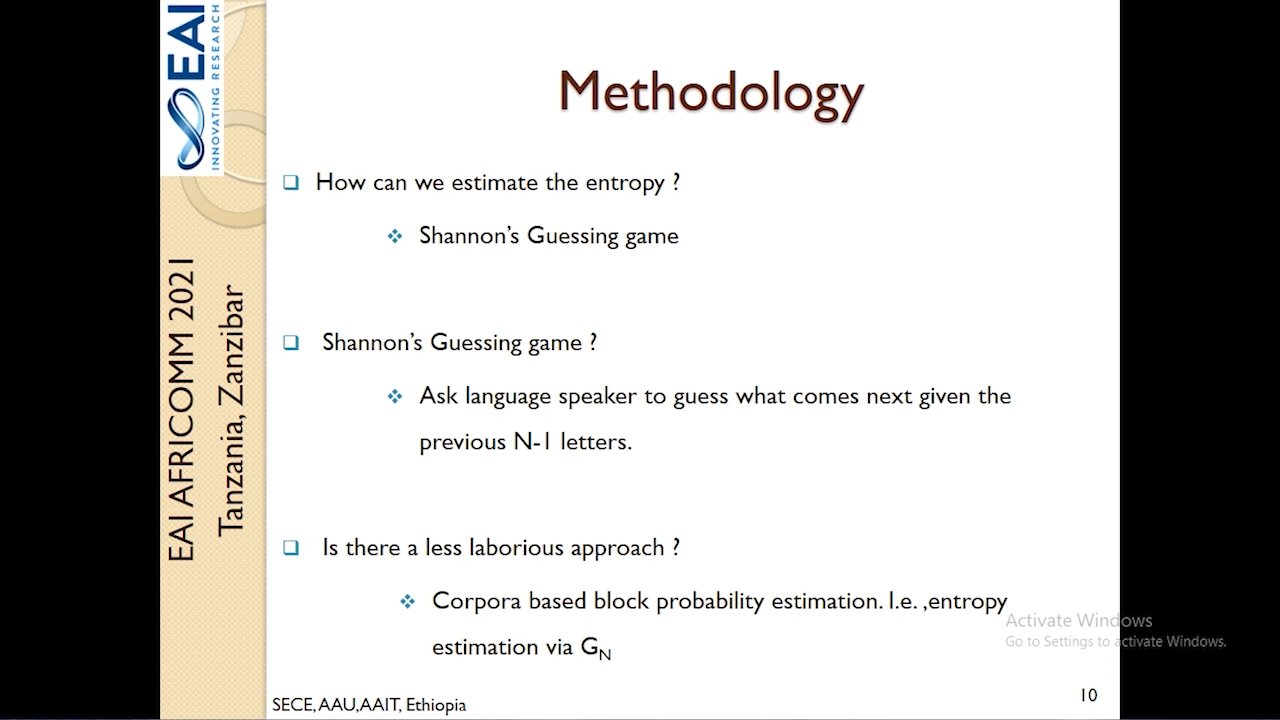 EAI
INNOVATING RESEARCH
EAI AFRICOMM 2021
Tanzania, Zanzibar
Methodology
How can we estimate the entropy ?
Shannon’s Guessing game
Shannon’s Guessing game ?
Ask language speaker to guess what comes next given the
previous N-1 letters.
Is there a less laborious approach ?
Corpora based block probability estimation. I.e. ,entropy
estimation via GN
Activate Windows
Go to Settings to activate Windows.
SECE, AAU,AAIT, Ethiopia
10